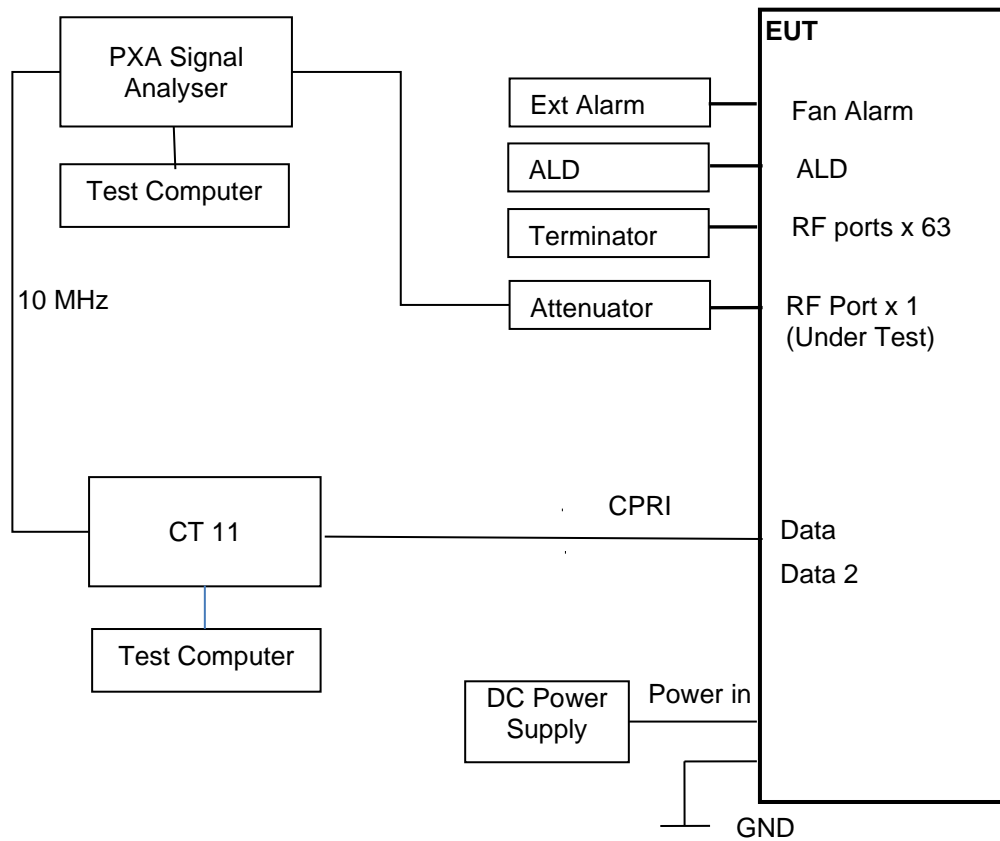 EUT
PXA Signal
Analyser
Ext Alarm
Fan Alarm
Test Computer
ALD
ALD
Terminator
RF ports x 63
10 MHz
Attenuator
RF Port x 1
(Under Test)
CPRI
CT 11
Data
Data 2
Test Computer
DC Power
Supply
Power in
GND